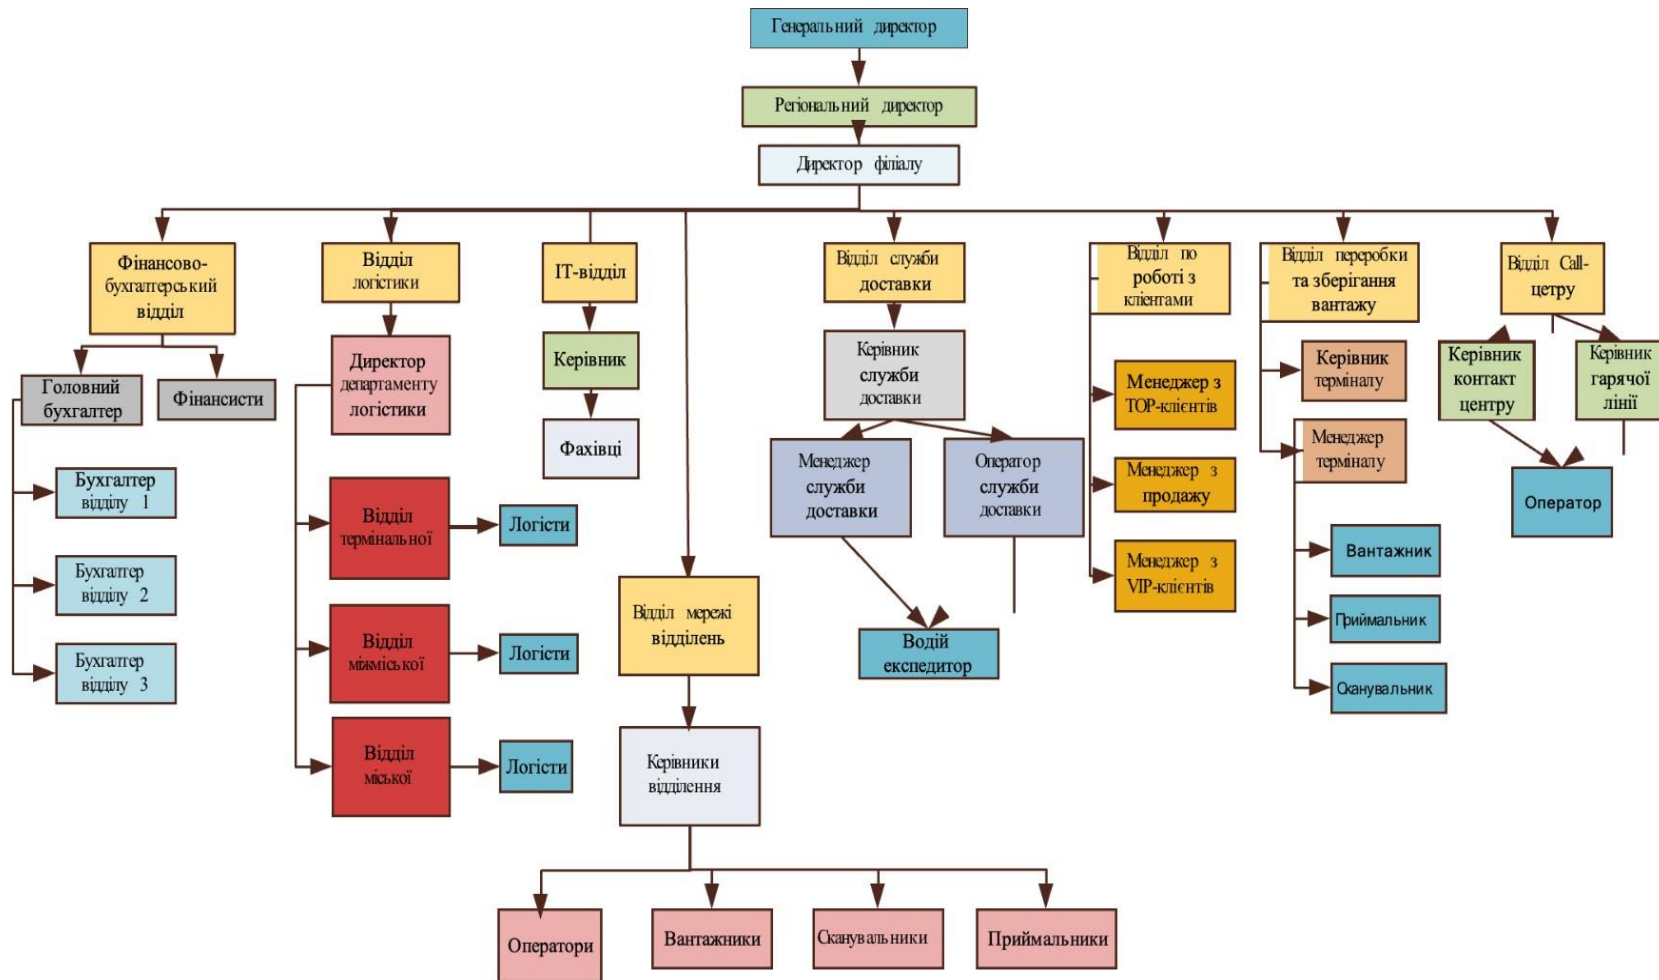 Генеральний директор
Регіональний директор
Директор філіалу
Фінансово-
бухгалтерський
відділ
Відділ
логістики
ІТ-відділ
Відділ служби
доставки
Відділ по
роботі з
клієнтами
Відділ переробки
та зберігання
вантажу
Відділ Call-
цетру
Головний
бухгалтер
Фінансисти
Директор
департаменту
логістики
Керівник
Керівник
служби
доставки
Менеджер з
ТОР-клієнтів
Керівник
терміналу
Керівник
контакт
центру
Керівник
гарячої
лінії
Фахівці
Менеджер
служби
доставки
Оператор
служби
доставки
Менеджер з
продажу
Менеджер
терміналу
Оператор
Бухгалтер
відділу 1
Відділ
термінальної
Логісти
Вантажник
Бухгалтер
відділу 2
Менеджер з
VIP-клієнтів
Відділ мережі
відділень
Приймальник
Бухгалтер
відділу 3
Відділ
міжміської
Логісти
Водій
експедитор
Сканувальник
Відділ
міської
Логісти
Керівники
відділення
Оператори
Вантажники
Сканувальники
Приймальники